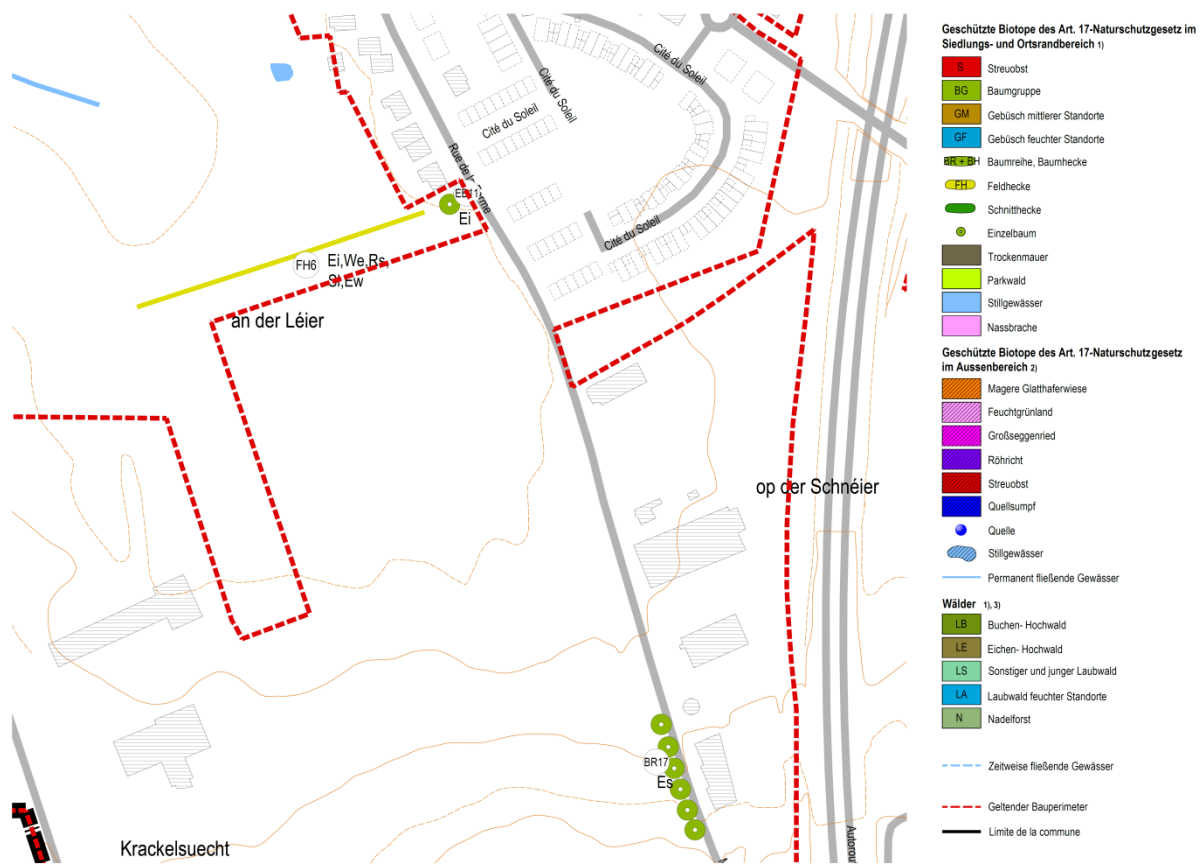 Cité du Soleil
Cité du Soleil
Cité du Soleil
Cité du Soleil
Cité du Soleil
Rue de
Ei
FH6
Ei,We,Rs,
Ew
an der Léier
op der Schnéier
BR17
Es
Krackelsuecht
Autorou
Geschützte Biotope des Art. 17-Naturschutzgesetz im
Siedlungs- und Ortsrandbereich 1)
S Streuobst
BG Baumgruppe
GM Gebüsch mittlerer Standorte
GF Gebüsch feuchter Standorte
BR + BH Baumreihe, Baumhecke
FH Feldhecke
Schnitthecke
Einzelbaum
Trockenmauer
Parkwald
Stillgewässer
Nassbrache
Geschützte Biotope des Art. 17-Naturschutzgesetz
im Aussenbereich 2)
Magere Glatthaferwiese
Feuchtgrünland
Großseggenried
Röhricht
Streuobst
Quellsumpf
Quelle
Stillgewässer
Permanent fließende Gewässer
Wälder 1), 3)
LB Buchen- Hochwald
LE Eichen- Hochwald
LS Sonstiger und junger Laubwald
LA Laubwald feuchter Standorte
N Nadelforst
Zeitweise fließende Gewässer
Geltender Bauperimeter
Limite de la commune